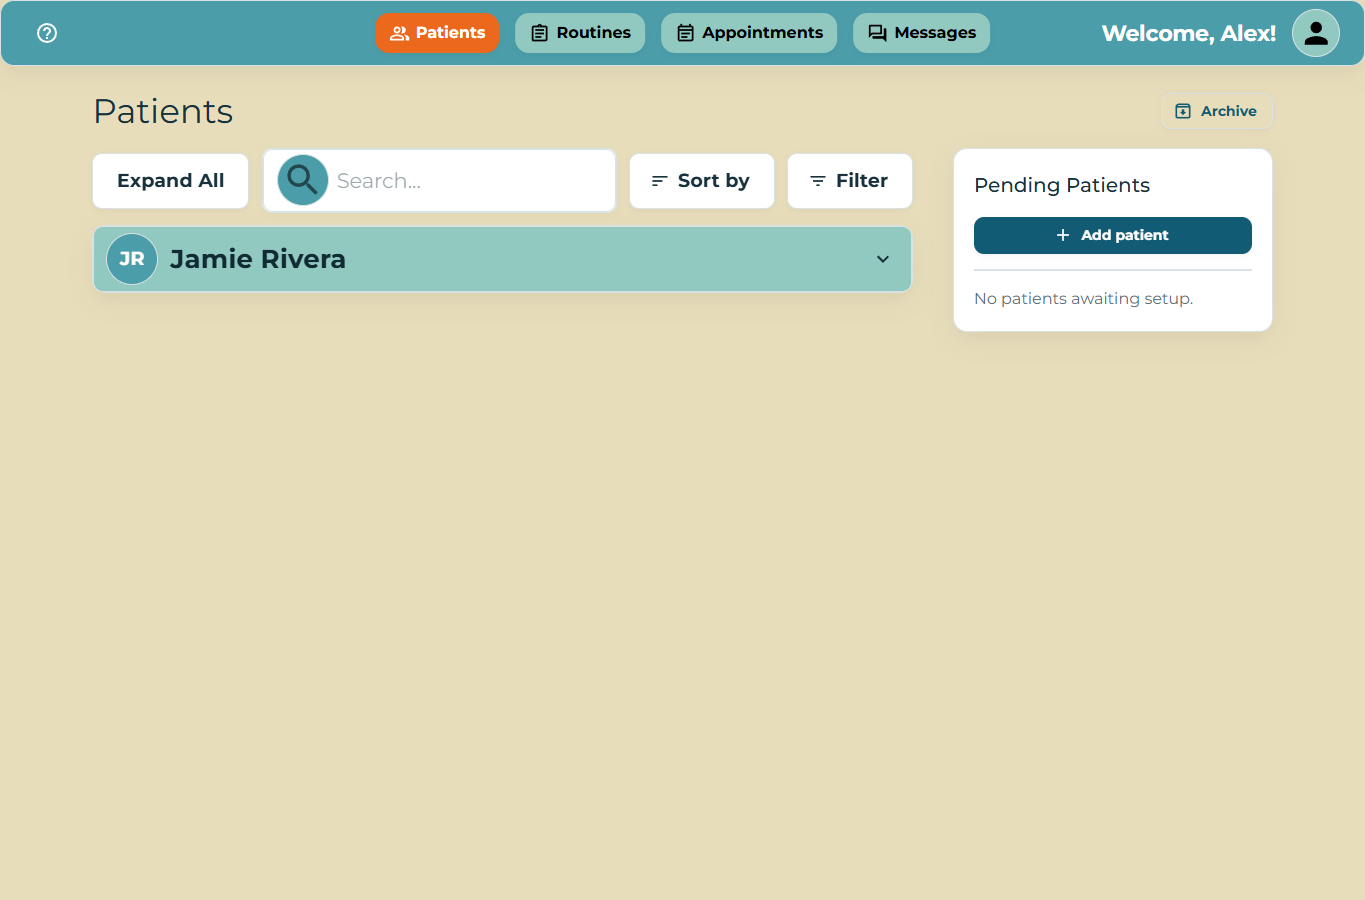 Patients
Routines
Appointments
Messages
Welcome, Alex!
Patients
Archive
Expand All
Search...
Sort by
Filter
JR
Jamie Rivera
Pending Patients
Add patient
No patients awaiting setup.